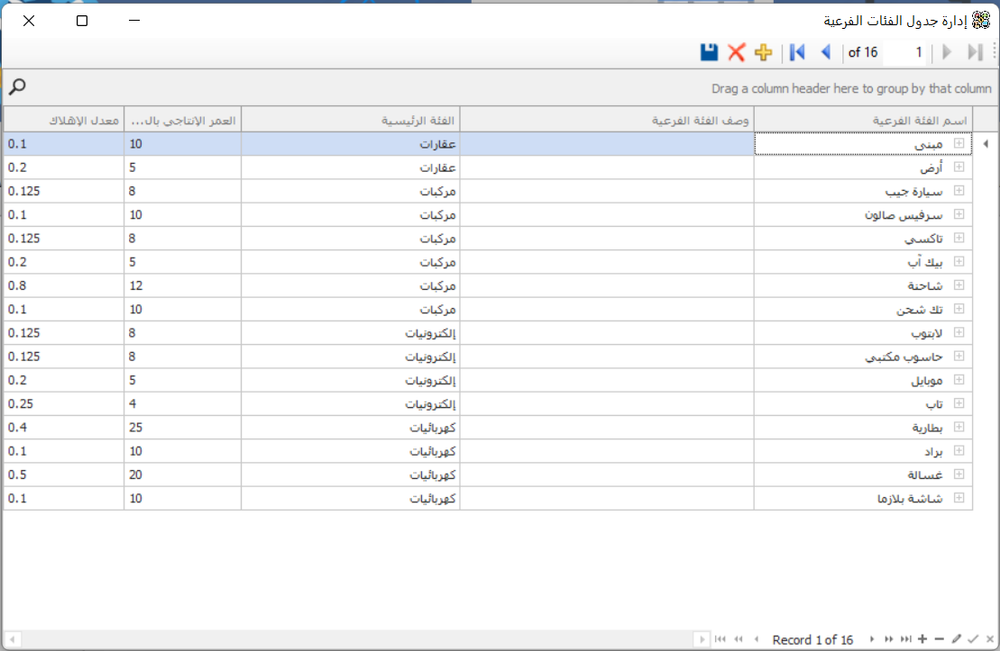 إدارة جدول الفئات الفرعية
1 of 16
Drag a column header here to group by that column
اسم الفئة الفرعية وصف الفئة الفرعية الفئة الرئيسية العمر الإنتاجي بال... معدل الإهلاك
مبنى عقارات 10 0.1
أرض عقارات 5 0.2
سيارة جيب مركبات 8 0.125
سرفيس صالون مركبات 10 0.1
تاكسي مركبات 8 0.125
بيك آب مركبات 5 0.2
شاحنة مركبات 12 0.8
تك شحن مركبات 10 0.1
لابتوب إلكترونيات 8 0.125
حاسوب مكتبي إلكترونيات 8 0.125
موبايل إلكترونيات 5 0.2
تاب إلكترونيات 4 0.25
بطارية كهربائيات 25 0.4
براد كهربائيات 10 0.1
غسالة كهربائيات 20 0.5
شاشة بلازما كهربائيات 10 0.1
Record 1 of 16